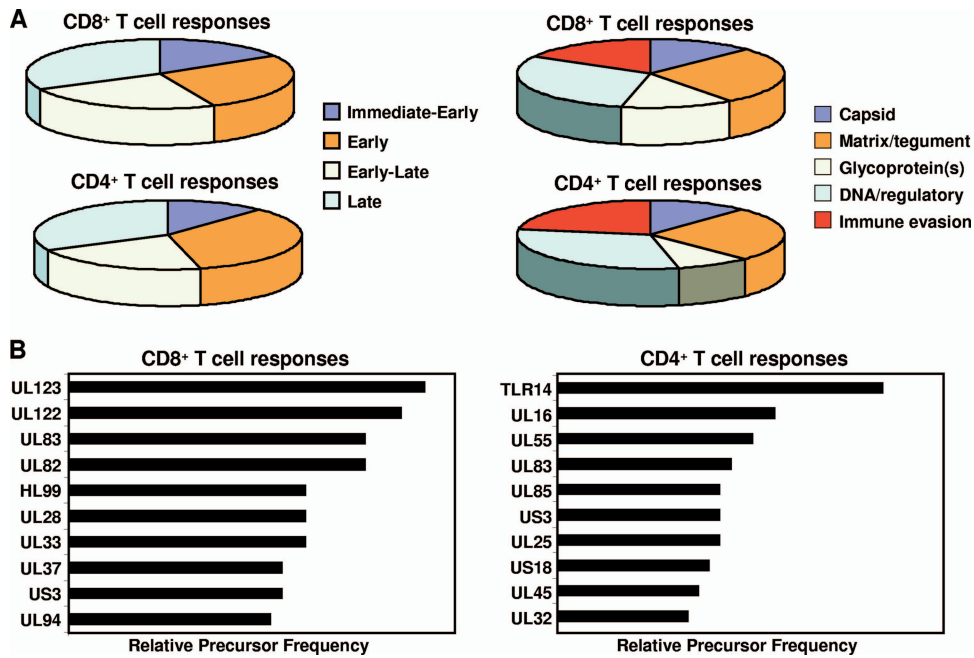 A
CD8+ T cell responses
CD8+ T cell responses
Immediate-Early
Early
Early-Late
Late
Capsid
Matrix/tegument
Glycoprotein(s)
DNA/regulatory
Immune evasion
CD4+ T cell responses
CD4+ T cell responses
B
CD8+ T cell responses
UL123
UL122
UL83
UL82
HL99
UL28
UL33
UL37
US3
UL94
Relative Precursor Frequency
CD4+ T cell responses
TLR14
UL16
UL55
UL83
UL85
US3
UL25
US18
UL45
UL32
Relative Precursor Frequency